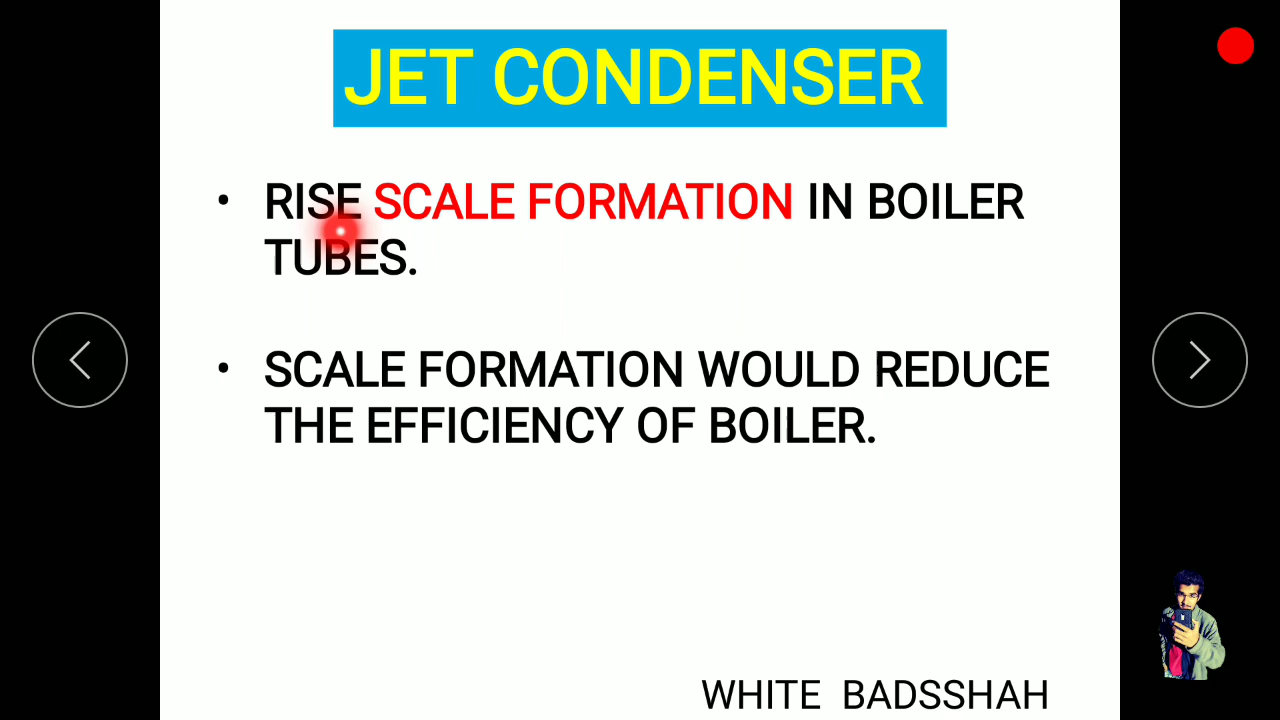 JET CONDENSER
• RISE SCALE FORMATION IN BOILER
TUBES.
• SCALE FORMATION WOULD REDUCE
THE EFFICIENCY OF BOILER.
WHITE BADSSHAH